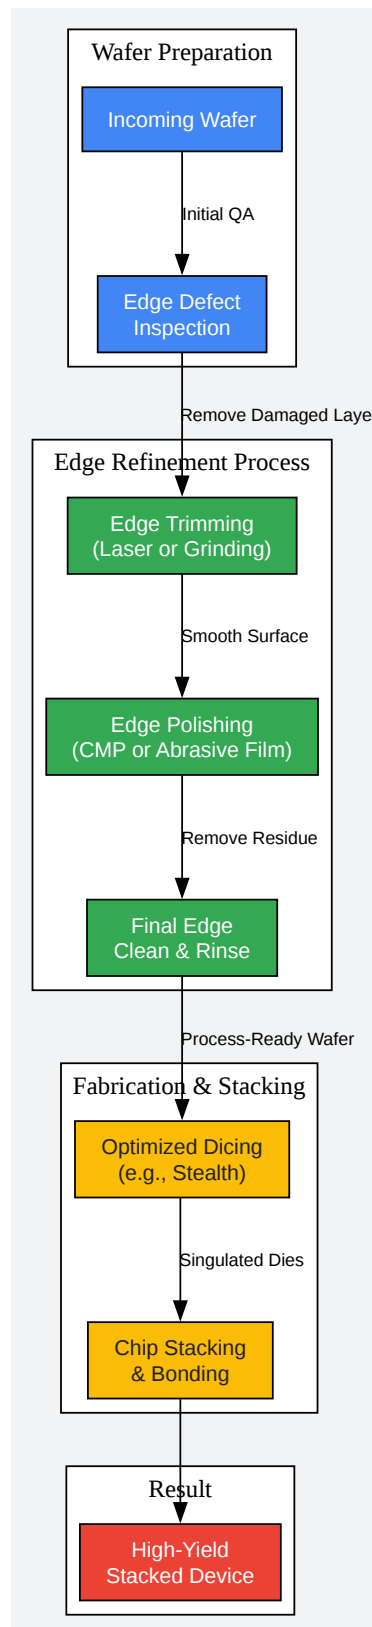 Wafer Preparation
Incoming Wafer
Initial QA
Edge Defect
Inspection
Remove Damaged Laye
Edge Refinement Process
Edge Trimming
(Laser or Grinding)
Smooth Surface
Edge Polishing
(CMP or Abrasive Film)
Remove Residue
Final Edge
Clean & Rinse
Process-Ready Wafer
Fabrication & Stacking
Optimized Dicing
(e.g., Stealth)
Singulated Dies
Chip Stacking
& Bonding
Result
High-Yield
Stacked Device